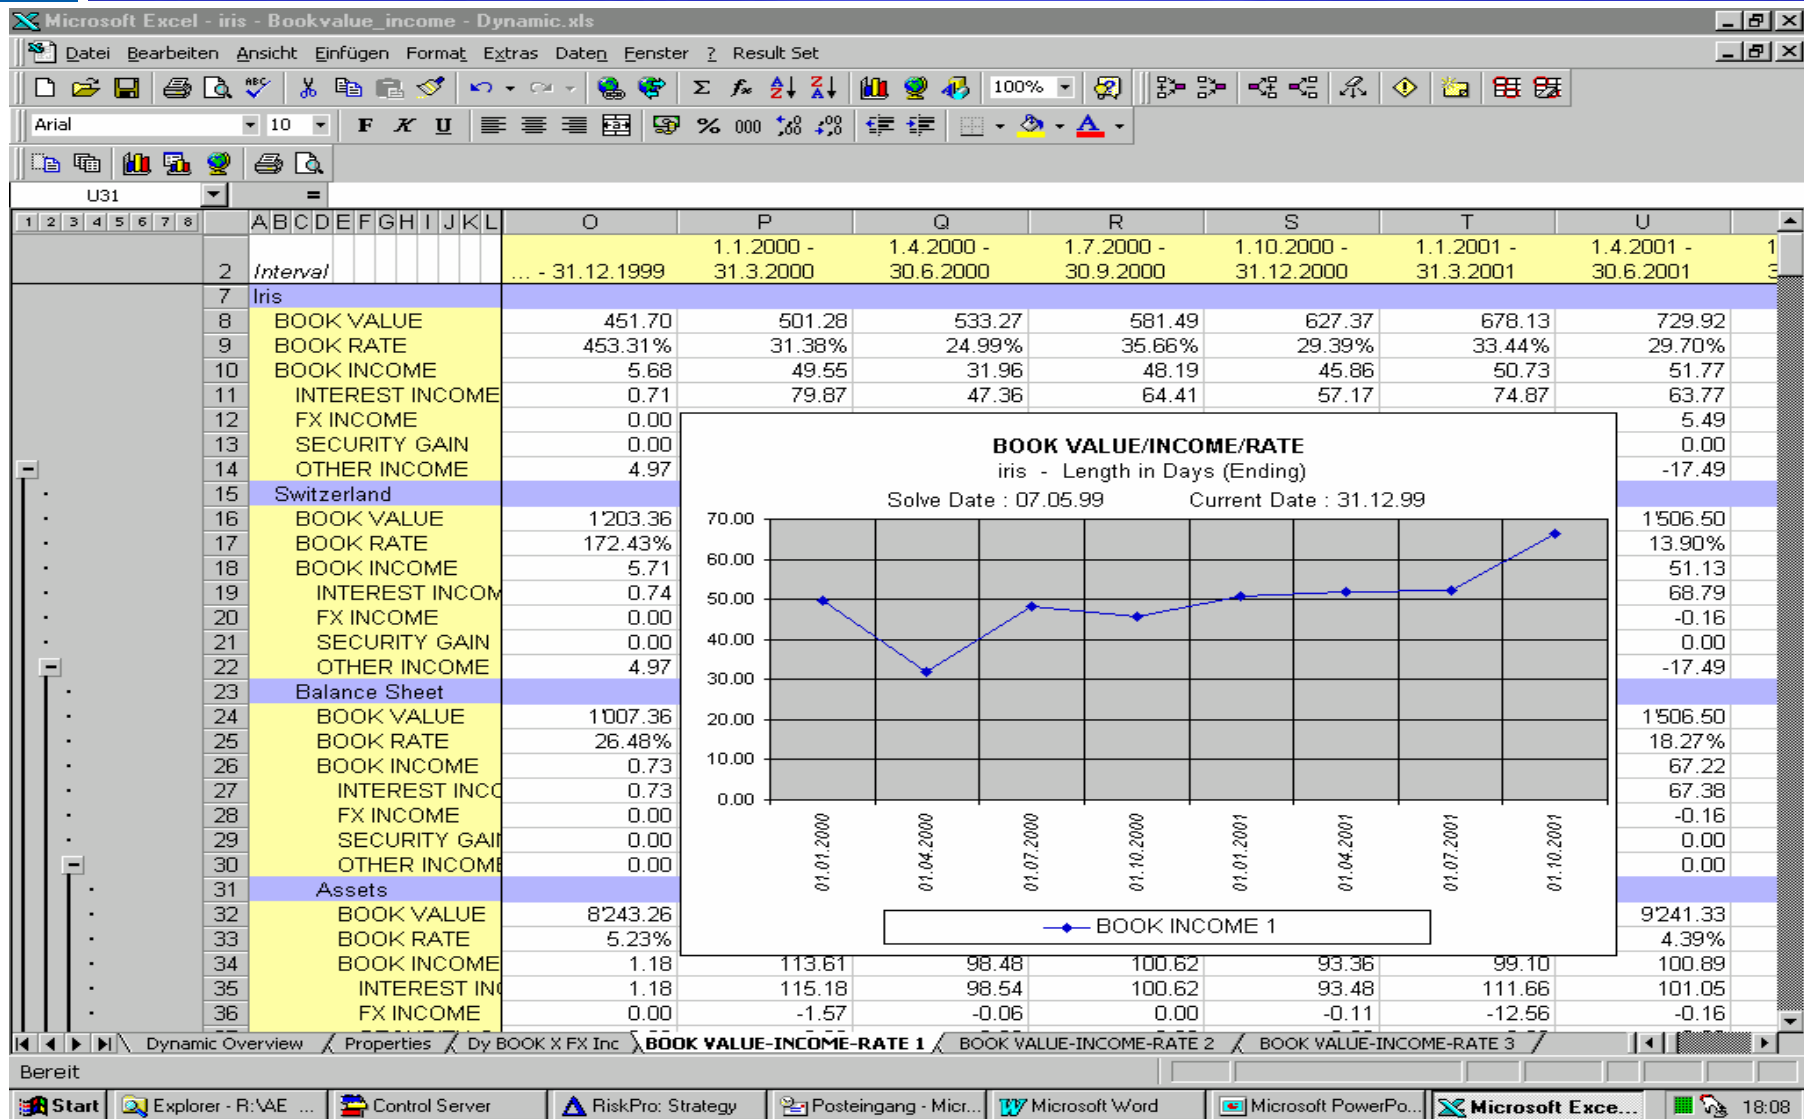 Microsoft Excel - iris - Bookvalue_income - Dynamic.xls
Datei Bearbeiten Ansicht Einfügen Format Extras Daten Fenster ? Result Set
100%
Arial 10 F K U % 000
U31 =
1 2 3 4 5 6 7 8 A B C D E F G H I J K L O P Q R S T U
1.1.2000 - 1.4.2000 - 1.7.2000 - 1.10.2000 - 1.1.2001 - 1.4.2001 - 1
2 Interval ... - 31.12.1999 31.3.2000 30.6.2000 30.9.2000 31.12.2000 31.3.2001 30.6.2001
7 Iris
8 BOOK VALUE 451.70 501.28 533.27 581.49 627.37 678.13 729.92
9 BOOK RATE 453.31% 31.38% 24.99% 35.66% 29.39% 33.44% 29.70%
10 BOOK INCOME 5.68 49.55 31.96 48.19 45.86 50.73 51.77
11 INTEREST INCOME 0.71 79.87 47.36 64.41 57.17 74.87 63.77
12 FX INCOME 0.00 5.49
13 SECURITY GAIN 0.00 0.00
14 OTHER INCOME 4.97 -17.49
15 Switzerland
16 BOOK VALUE 1'203.36 1'506.50
17 BOOK RATE 172.43% 13.90%
18 BOOK INCOME 5.71 51.13
19 INTEREST INCOM 0.74 68.79
20 FX INCOME 0.00 -0.16
21 SECURITY GAIN 0.00 0.00
22 OTHER INCOME 4.97 -17.49
23 Balance Sheet
24 BOOK VALUE 1'007.36 1'506.50
25 BOOK RATE 26.48% 18.27%
26 BOOK INCOME 0.73 67.22
27 INTEREST INCO 0.73 67.38
28 FX INCOME 0.00 -0.16
29 SECURITY GAI 0.00 0.00
30 OTHER INCOME 0.00 0.00
31 Assets
32 BOOK VALUE 8'243.26 9'241.33
33 BOOK RATE 5.23% 4.39%
34 BOOK INCOME 1.18 113.61 98.48 100.62 93.36 99.10 100.89
35 INTEREST IN 1.18 115.18 98.54 100.62 93.48 111.66 101.05
36 FX INCOME 0.00 -1.57 -0.06 0.00 -0.11 -12.56 -0.16
BOOK VALUE/INCOME/RATE
iris - Length in Days (Ending)
Solve Date : 07.05.99 Current Date : 31.12.99
70.00
60.00
50.00
40.00
30.00
20.00
10.00
0.00
01.01.2000 01.04.2000 01.07.2000 01.10.2000 01.01.2001 01.04.2001 01.07.2001 01.10.2001
BOOK INCOME 1
Dynamic Overview Properties Dy BOOK X FX Inc BOOK VALUE-INCOME-RATE 1 BOOK VALUE-INCOME-RATE 2 BOOK VALUE-INCOME-RATE 3
Bereit
Start Explorer - R:\AE ... Control Server RiskPro: Strategy Posteingang - Micr... Microsoft Word Microsoft PowerPo... Microsoft Exce... 18:08